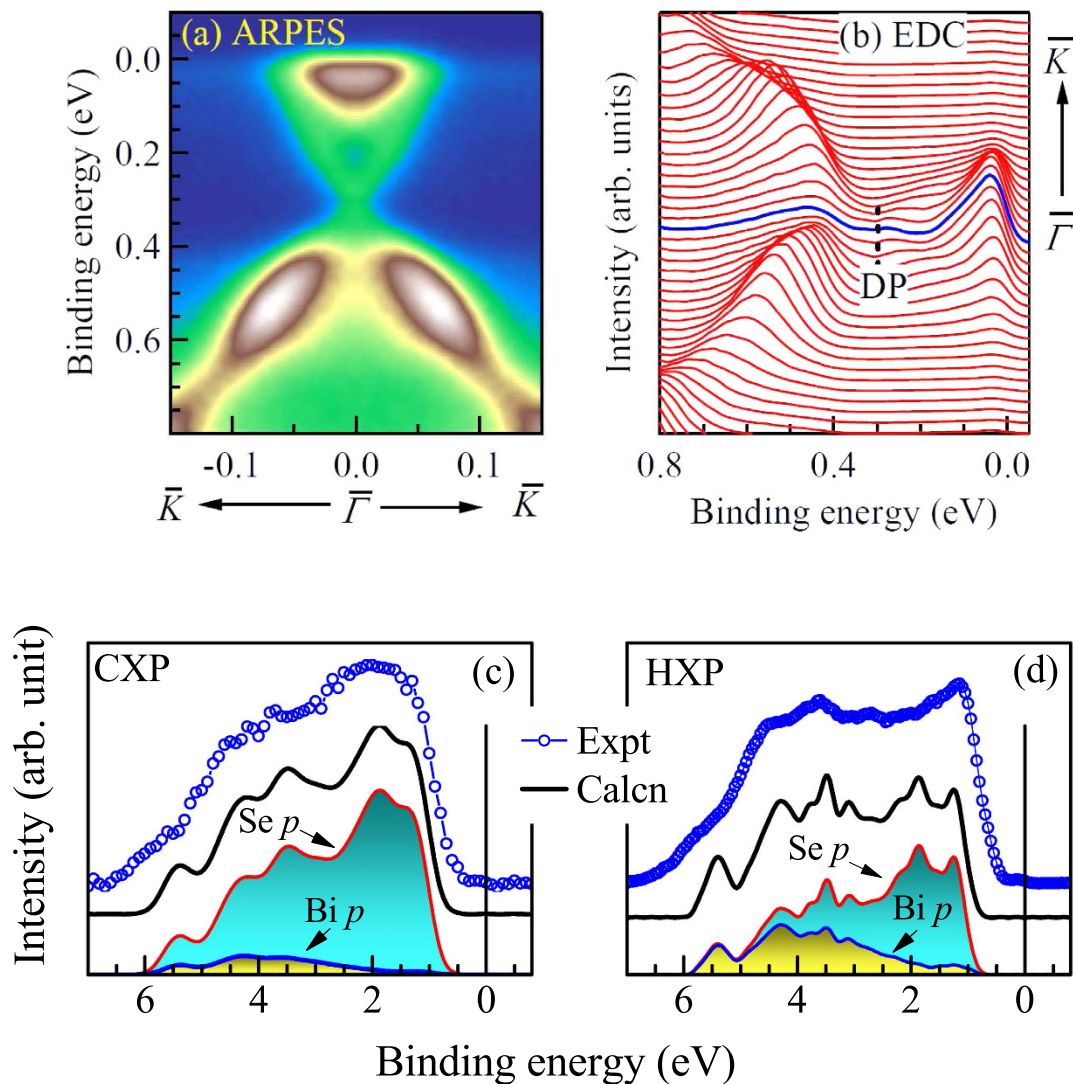 (a) ARPES
Binding energy (eV)
0.0
0.2
0.4
0.6
-0.1 0.0 0.1
K̅ Γ̅ K̅
(b) EDC
Intensity (arb. units)
DP
K̅
Γ̅
0.8 0.4 0.0
Binding energy (eV)
CXP (c)
Intensity (arb. unit)
Se p
Bi p
6 4 2 0
Expt
Calcn
HXP (d)
Se p
Bi p
6 4 2 0
Binding energy (eV)